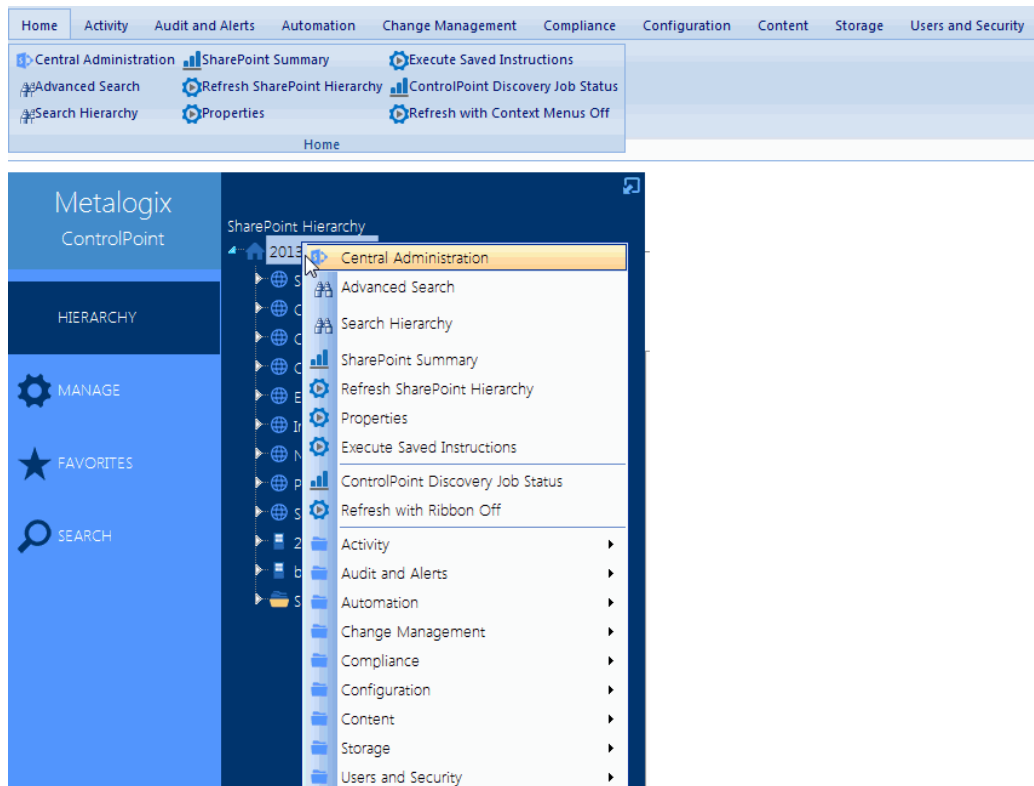 Home Activity Audit and Alerts Automation Change Management Compliance Configuration Content Storage Users and Security
Central Administration SharePoint Summary Execute Saved Instructions
Advanced Search Refresh SharePoint Hierarchy ControlPoint Discovery Job Status
Search Hierarchy Properties Refresh with Context Menus Off
Home
Metalogix
ControlPoint
HIERARCHY
MANAGE
FAVORITES
SEARCH
SharePoint Hierarchy
2013
Central Administration
Advanced Search
Search Hierarchy
SharePoint Summary
Refresh SharePoint Hierarchy
Properties
Execute Saved Instructions
ControlPoint Discovery Job Status
Refresh with Ribbon Off
Activity
Audit and Alerts
Automation
Change Management
Compliance
Configuration
Content
Storage
Users and Security